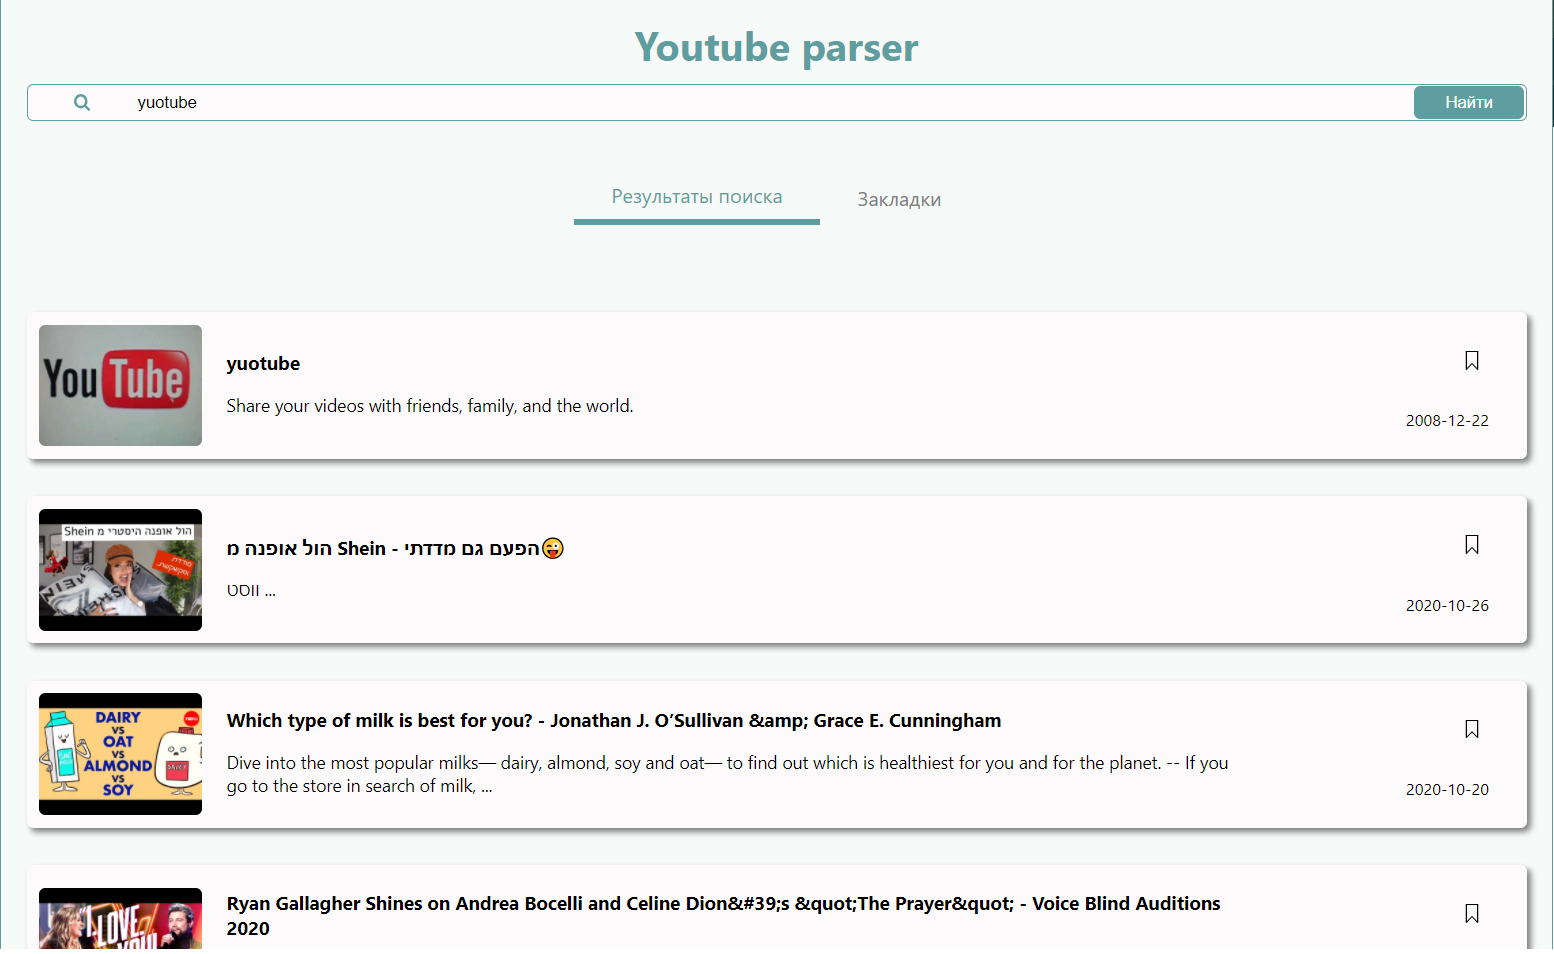 Youtube parser
yuotube
Найти
Результаты поиска
Закладки
You Tube
yuotube
Share your videos with friends, family, and the world.
2008-12-22
הול אופנה היסטרי מ Shein
מודדת
SHEIN
הול אופנה מ Shein - הפעם גם מדדתי😜
ווסט ...
2020-10-26
DAIRY
VS
OAT
VS
ALMOND
VS
SOY
Which type of milk is best for you? - Jonathan J. O’Sullivan &amp; Grace E. Cunningham
Dive into the most popular milks— dairy, almond, soy and oat— to find out which is healthiest for you and for the planet. -- If you
go to the store in search of milk, ...
2020-10-20
"I LOVE
YOU!"
Ryan Gallagher Shines on Andrea Bocelli and Celine Dion&#39;s &quot;The Prayer&quot; - Voice Blind Auditions
2020